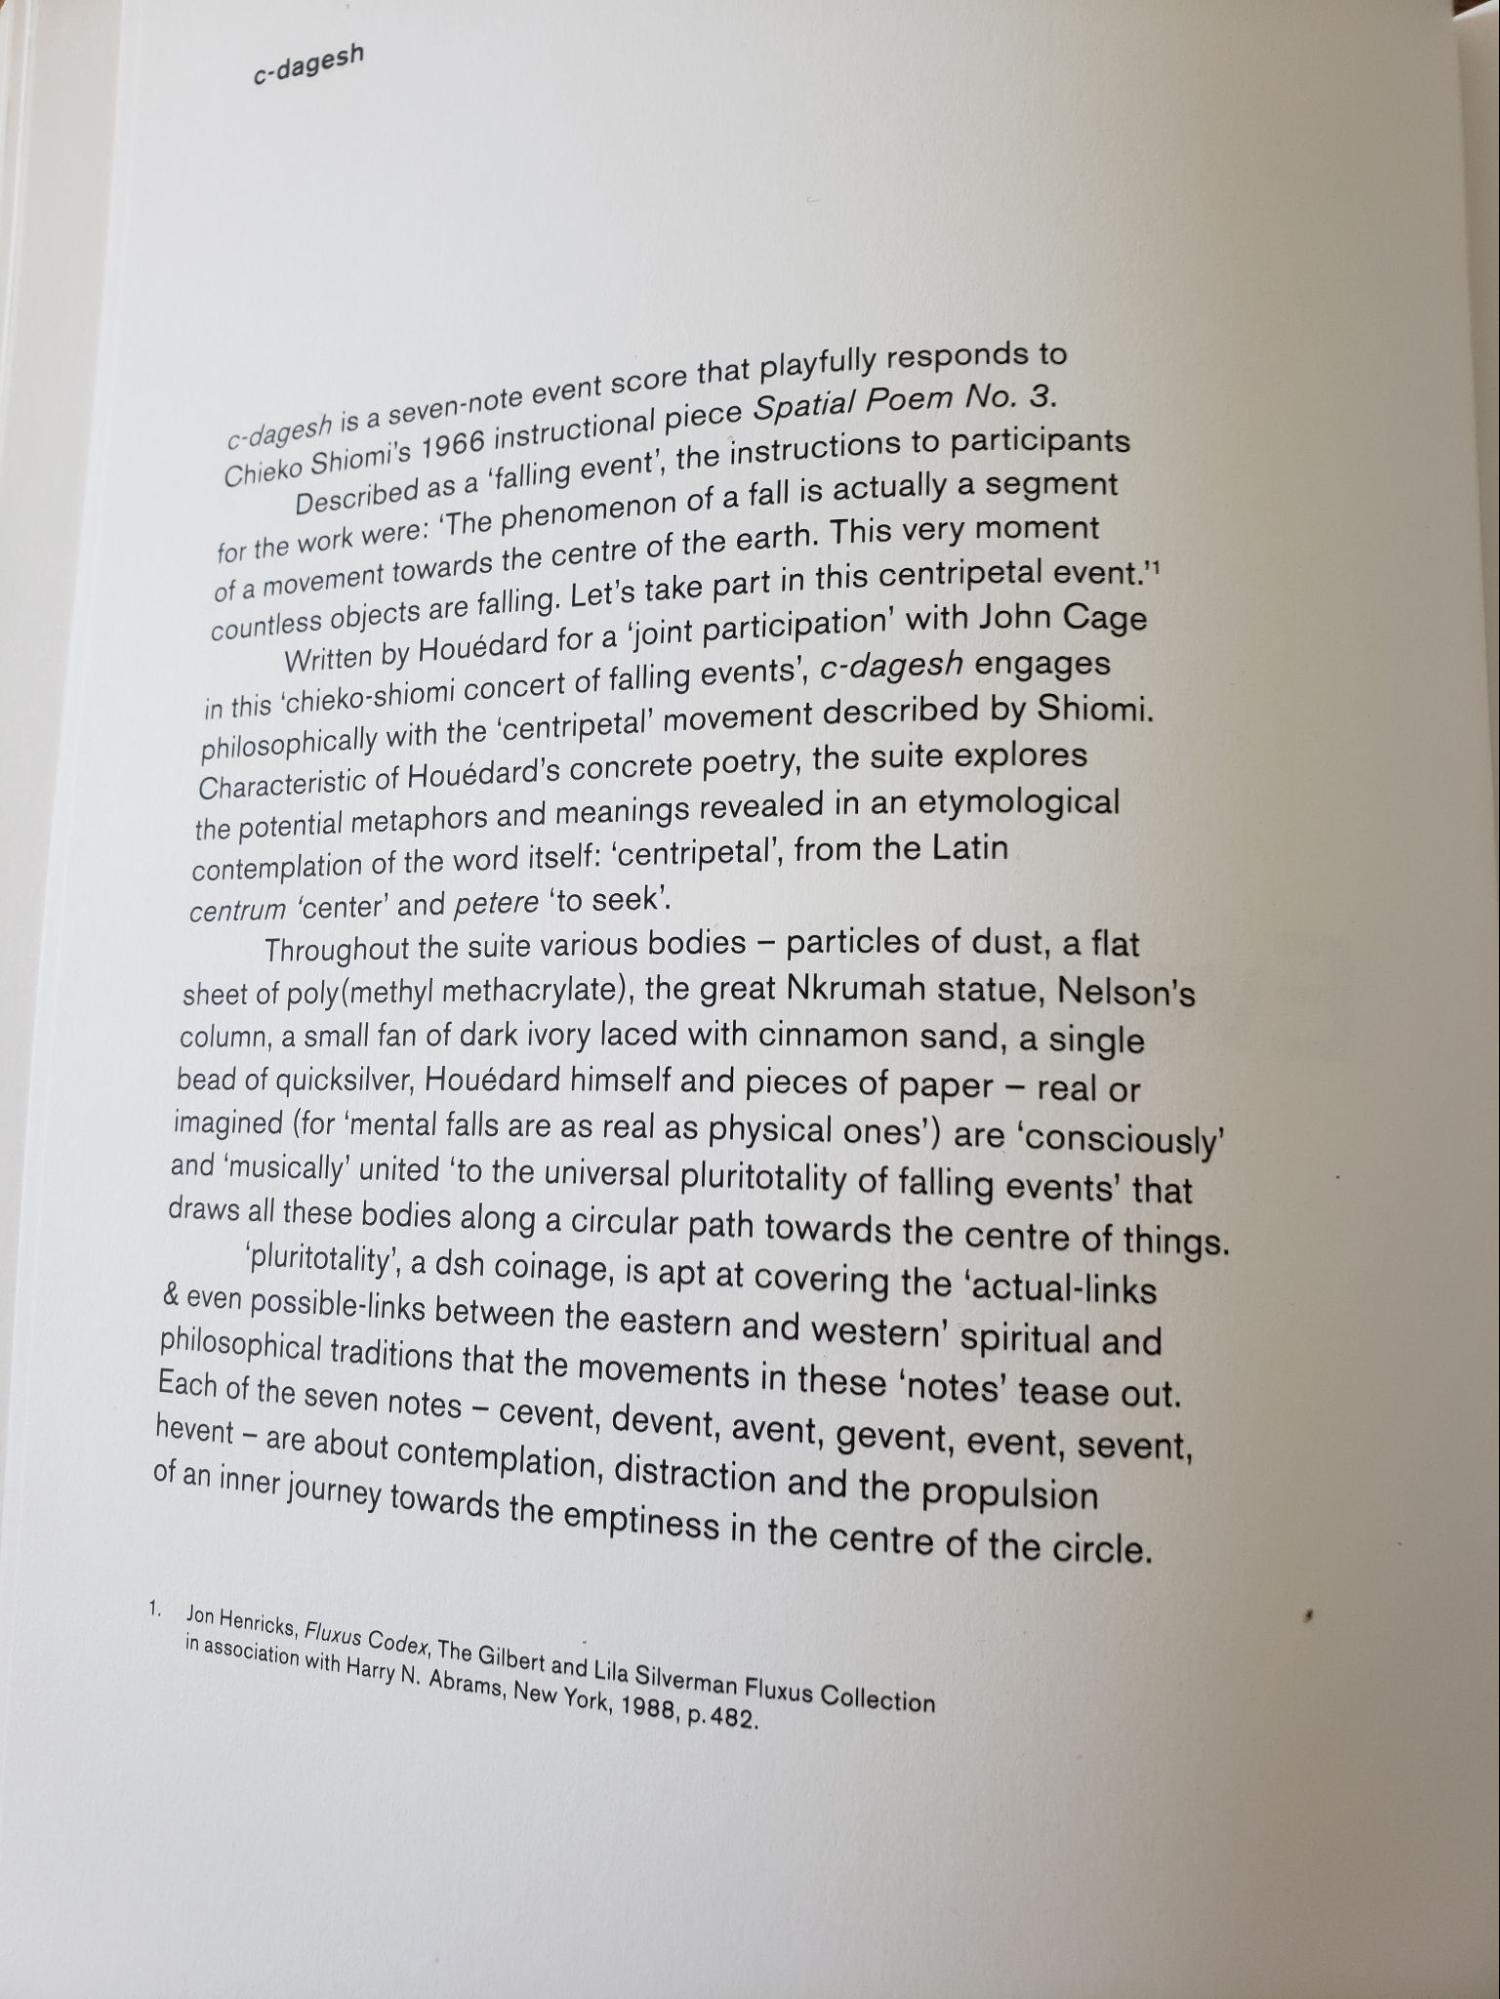 c-dagesh
c-dagesh is a seven-note event score that playfully responds to
Chieko Shiomi's 1966 instructional piece Spatial Poem No. 3.
Described as a ‘falling event’, the instructions to participants
for the work were: ‘The phenomenon of a fall is actually a segment
of a movement towards the centre of the earth. This very moment
countless objects are falling. Let's take part in this centripetal event.’1
Written by Houédard for a ‘joint participation’ with John Cage
in this ‘chieko-shiomi concert of falling events’, c-dagesh engages
philosophically with the ‘centripetal’ movement described by Shiomi.
Characteristic of Houédard's concrete poetry, the suite explores
the potential metaphors and meanings revealed in an etymological
contemplation of the word itself: ‘centripetal’, from the Latin
centrum ‘center’ and petere ‘to seek’.
Throughout the suite various bodies – particles of dust, a flat
sheet of poly(methyl methacrylate), the great Nkrumah statue, Nelson's
column, a small fan of dark ivory laced with cinnamon sand, a single
bead of quicksilver, Houédard himself and pieces of paper – real or
imagined (for ‘mental falls are as real as physical ones’) are ‘consciously’
and ‘musically’ united ‘to the universal pluritotality of falling events’ that
draws all these bodies along a circular path towards the centre of things.
‘pluritotality’, a dsh coinage, is apt at covering the ‘actual-links
& even possible-links between the eastern and western’ spiritual and
philosophical traditions that the movements in these ‘notes’ tease out.
Each of the seven notes – cevent, devent, avent, gevent, event, sevent,
hevent – are about contemplation, distraction and the propulsion
of an inner journey towards the emptiness in the centre of the circle.
1. Jon Henricks, Fluxus Codex, The Gilbert and Lila Silverman Fluxus Collection
in association with Harry N. Abrams, New York, 1988, p. 482.